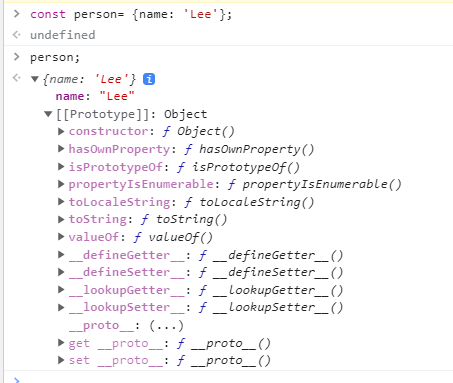 > const person= {name: 'Lee'};
< undefined
> person;
< ▼ {name: 'Lee'} i
name: "Lee"
▼ [[Prototype]]: Object
▶ constructor: ƒ Object()
▶ hasOwnProperty: ƒ hasOwnProperty()
▶ isPrototypeOf: ƒ isPrototypeOf()
▶ propertyIsEnumerable: ƒ propertyIsEnumerable()
▶ toLocaleString: ƒ toLocaleString()
▶ toString: ƒ toString()
▶ valueOf: ƒ valueOf()
▶ __defineGetter__: ƒ __defineGetter__()
▶ __defineSetter__: ƒ __defineSetter__()
▶ __lookupGetter__: ƒ __lookupGetter__()
▶ __lookupSetter__: ƒ __lookupSetter__()
__proto__: (...)
▶ get __proto__: ƒ __proto__()
▶ set __proto__: ƒ __proto__()
>